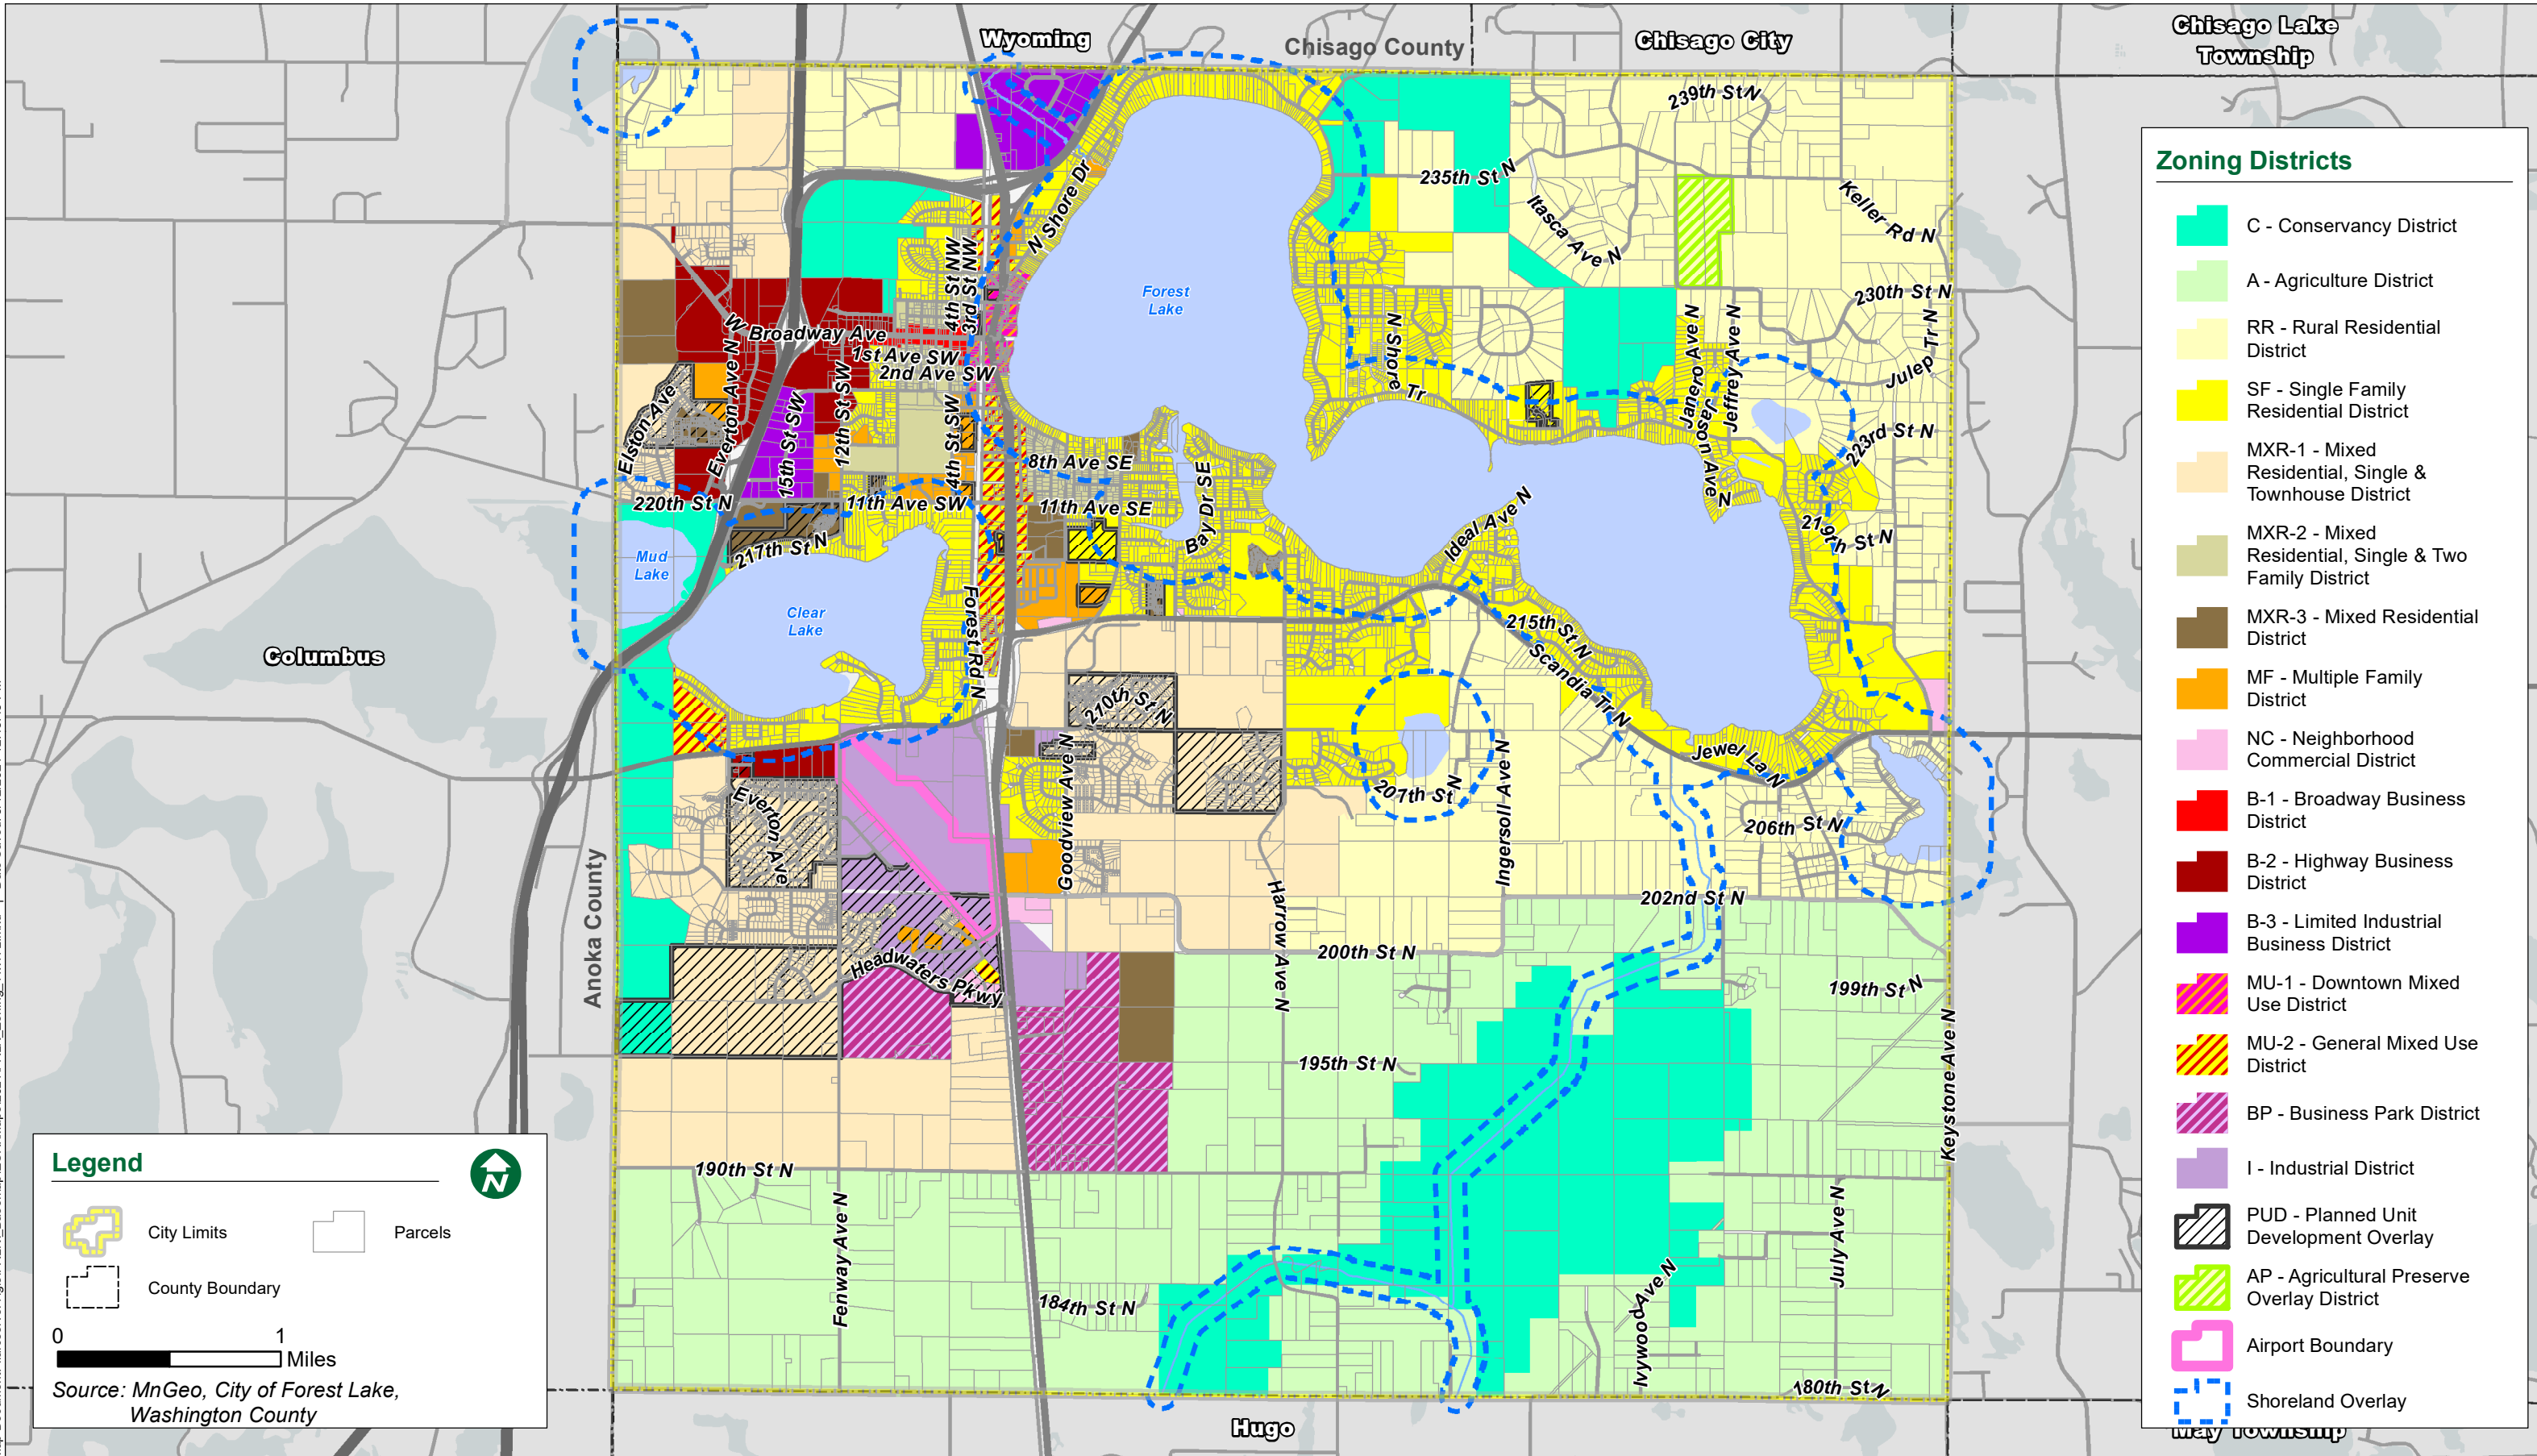 Wyoming
Chisago County
Chisago City
Chisago Lake
Township
Columbus
Anoka County
Hugo
May Township
239th St N
235th St N
Itasca Ave N
Keller Rd N
230th St N
Julep Tr N
N Shore Dr
4th St NW
3rd St NW
Forest
Lake
W Broadway Ave
1st Ave SW
2nd Ave SW
N Shore
Tr
Janero Ave N
Jeffrey Ave N
Jason Ave N
223rd St N
Elston Ave
Everton Ave N
15th St SW
12th St SW
4th St SW
8th Ave SE
220th St N
11th Ave SW
11th Ave SE
Bay Dr SE
Ideal Ave N
219th St N
217th St N
Mud
Lake
Clear
Lake
Forest Rd N
215th St N
Scandia Tr N
210th St N
Jewel La N
Goodview Ave N
207th St N
Ingersoll Ave N
206th St N
Everton Ave
202nd St N
Harrow Ave N
200th St N
Headwaters Pkwy
199th St N
195th St N
Keystone Ave N
190th St N
Fenway Ave N
July Ave N
184th St N
Ivywood Ave N
180th St N
Zoning Districts
C - Conservancy District
A - Agriculture District
RR - Rural Residential
District
SF - Single Family
Residential District
MXR-1 - Mixed
Residential, Single &
Townhouse District
MXR-2 - Mixed
Residential, Single & Two
Family District
MXR-3 - Mixed Residential
District
MF - Multiple Family
District
NC - Neighborhood
Commercial District
B-1 - Broadway Business
District
B-2 - Highway Business
District
B-3 - Limited Industrial
Business District
MU-1 - Downtown Mixed
Use District
MU-2 - General Mixed Use
District
BP - Business Park District
I - Industrial District
PUD - Planned Unit
Development Overlay
AP - Agricultural Preserve
Overlay District
Airport Boundary
Shoreland Overlay
Legend
N
City Limits
Parcels
County Boundary
0 1
Miles
Source: MnGeo, City of Forest Lake,
Washington County